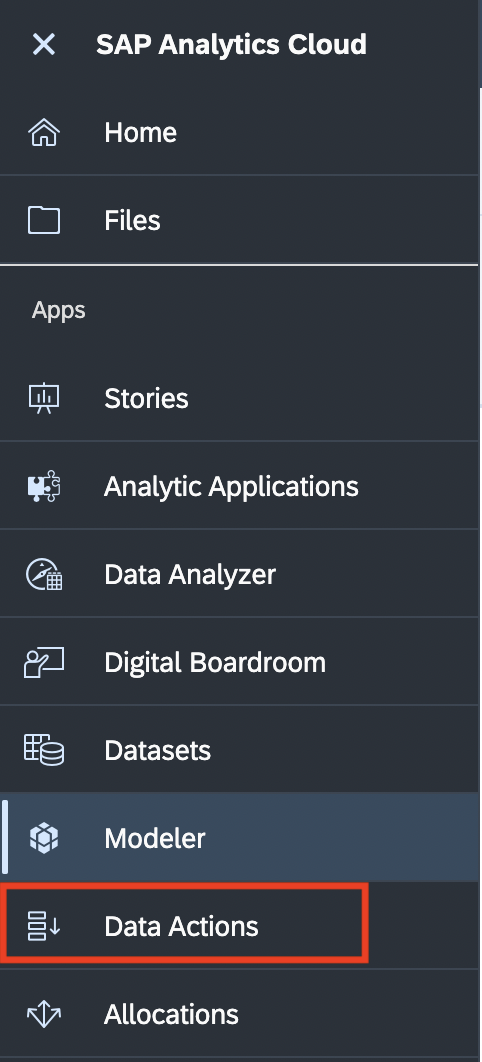 SAP Analytics Cloud
Home
Files
Apps
Stories
Analytic Applications
Data Analyzer
Digital Boardroom
Datasets
Modeler
Data Actions
Allocations